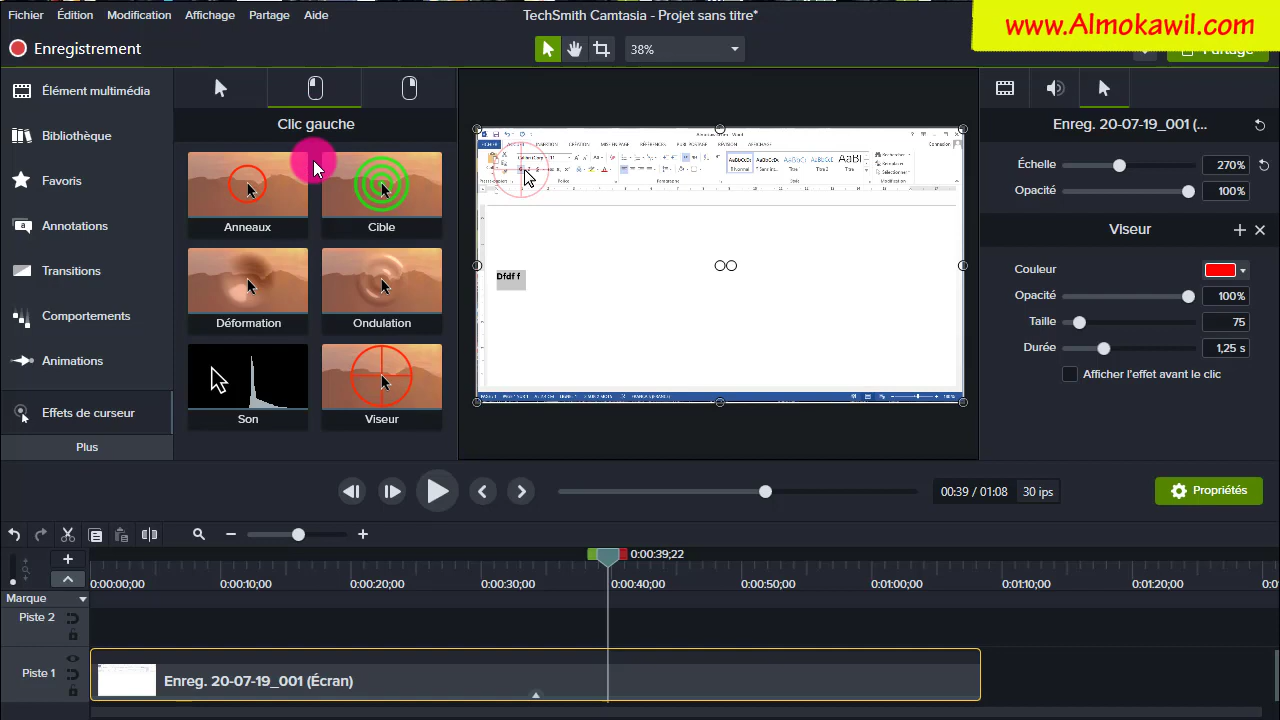 Fichier Édition Modification Affichage Partage Aide
TechSmith Camtasia - Projet sans titre*
www.Almokawil.com
Enregistrement
38%
Partage
Élément multimédia
Bibliothèque
Favoris
Annotations
Transitions
Comportements
Animations
Effets de curseur
Plus
Clic gauche
Anneaux
Cible
Déformation
Ondulation
Son
Viseur
FICHIER
Dfdf f
Enreg. 20-07-19_001 (...
Échelle
270%
Opacité
100%
Viseur
Couleur
Opacité
100%
Taille
75
Durée
1,25 s
Afficher l'effet avant le clic
00:39 / 01:08
30 ips
Propriétés
0:00:39;22
0:00:00;00
0:00:10;00
0:00:20;00
0:00:30;00
0:00:40;00
0:00:50;00
0:01:00;00
0:01:10;00
0:01:20;00
Marque
Piste 2
Piste 1
Enreg. 20-07-19_001 (Écran)